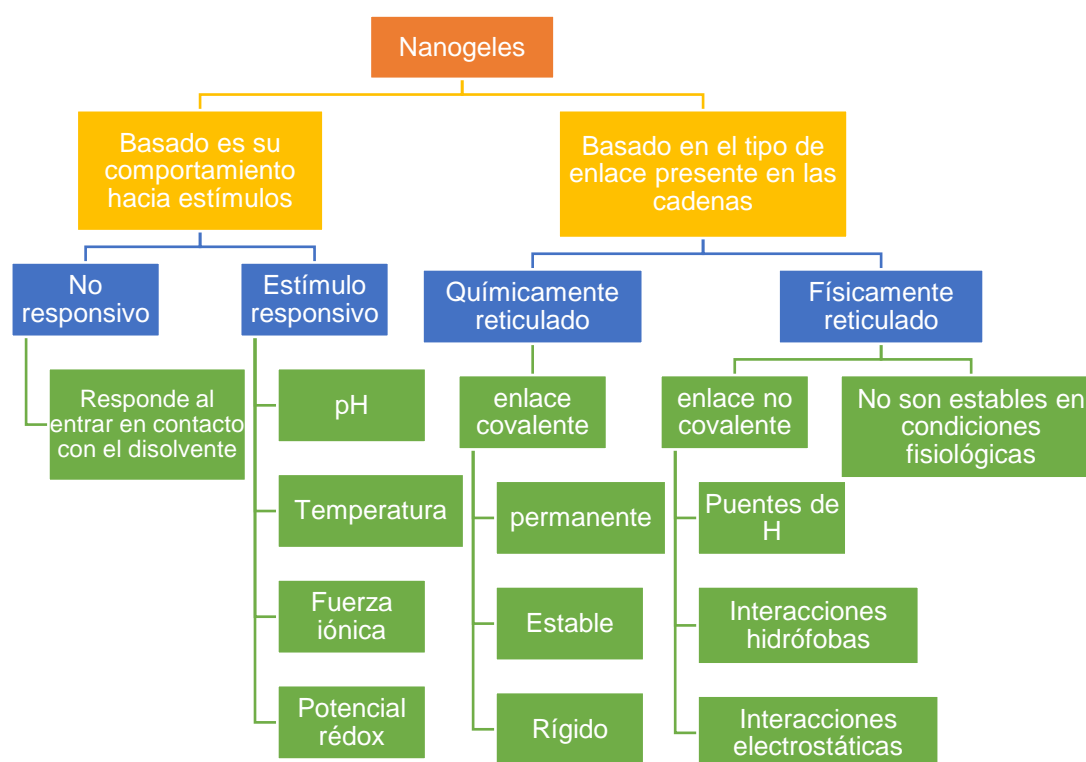 Nanogeles
Basado es su
comportamiento
hacia estímulos
Basado en el tipo de
enlace presente en las
cadenas
No
responsivo
Estímulo
responsivo
Químicamente
reticulado
Físicamente
reticulado
Responde al
entrar en contacto
con el disolvente
pH
Temperatura
Fuerza
iónica
Potencial
rédox
enlace
covalente
permanente
Estable
Rígido
enlace no
covalente
Puentes de
H
Interacciones
hidrófobas
Interacciones
electrostáticas
No son estables en
condiciones
fisiológicas